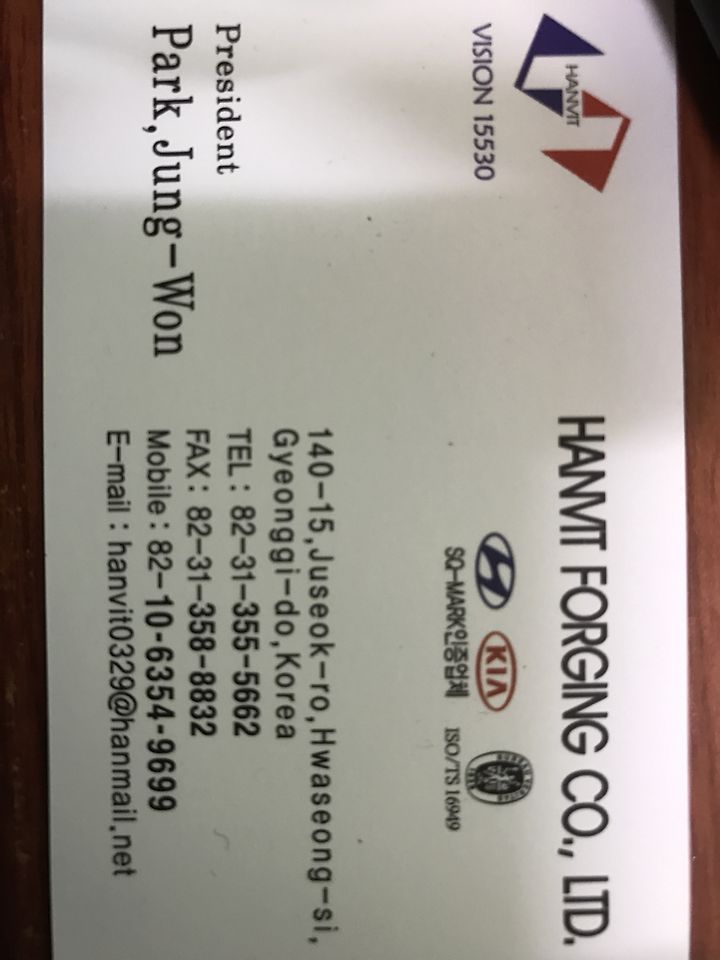 HANVIT
VISION 15530
HANVIT FORGING CO., LTD.
KIA
SQ-MARK인증업체
ISO/TS 16949
President
Park,Jung-Won
140-15,Juseok-ro,Hwaseong-si,
Gyeonggi-do,Korea
TEL : 82-31-355-5662
FAX : 82-31-358-8832
Mobile : 82-10-6354-9699
E-mail : hanvit0329@hanmail.net